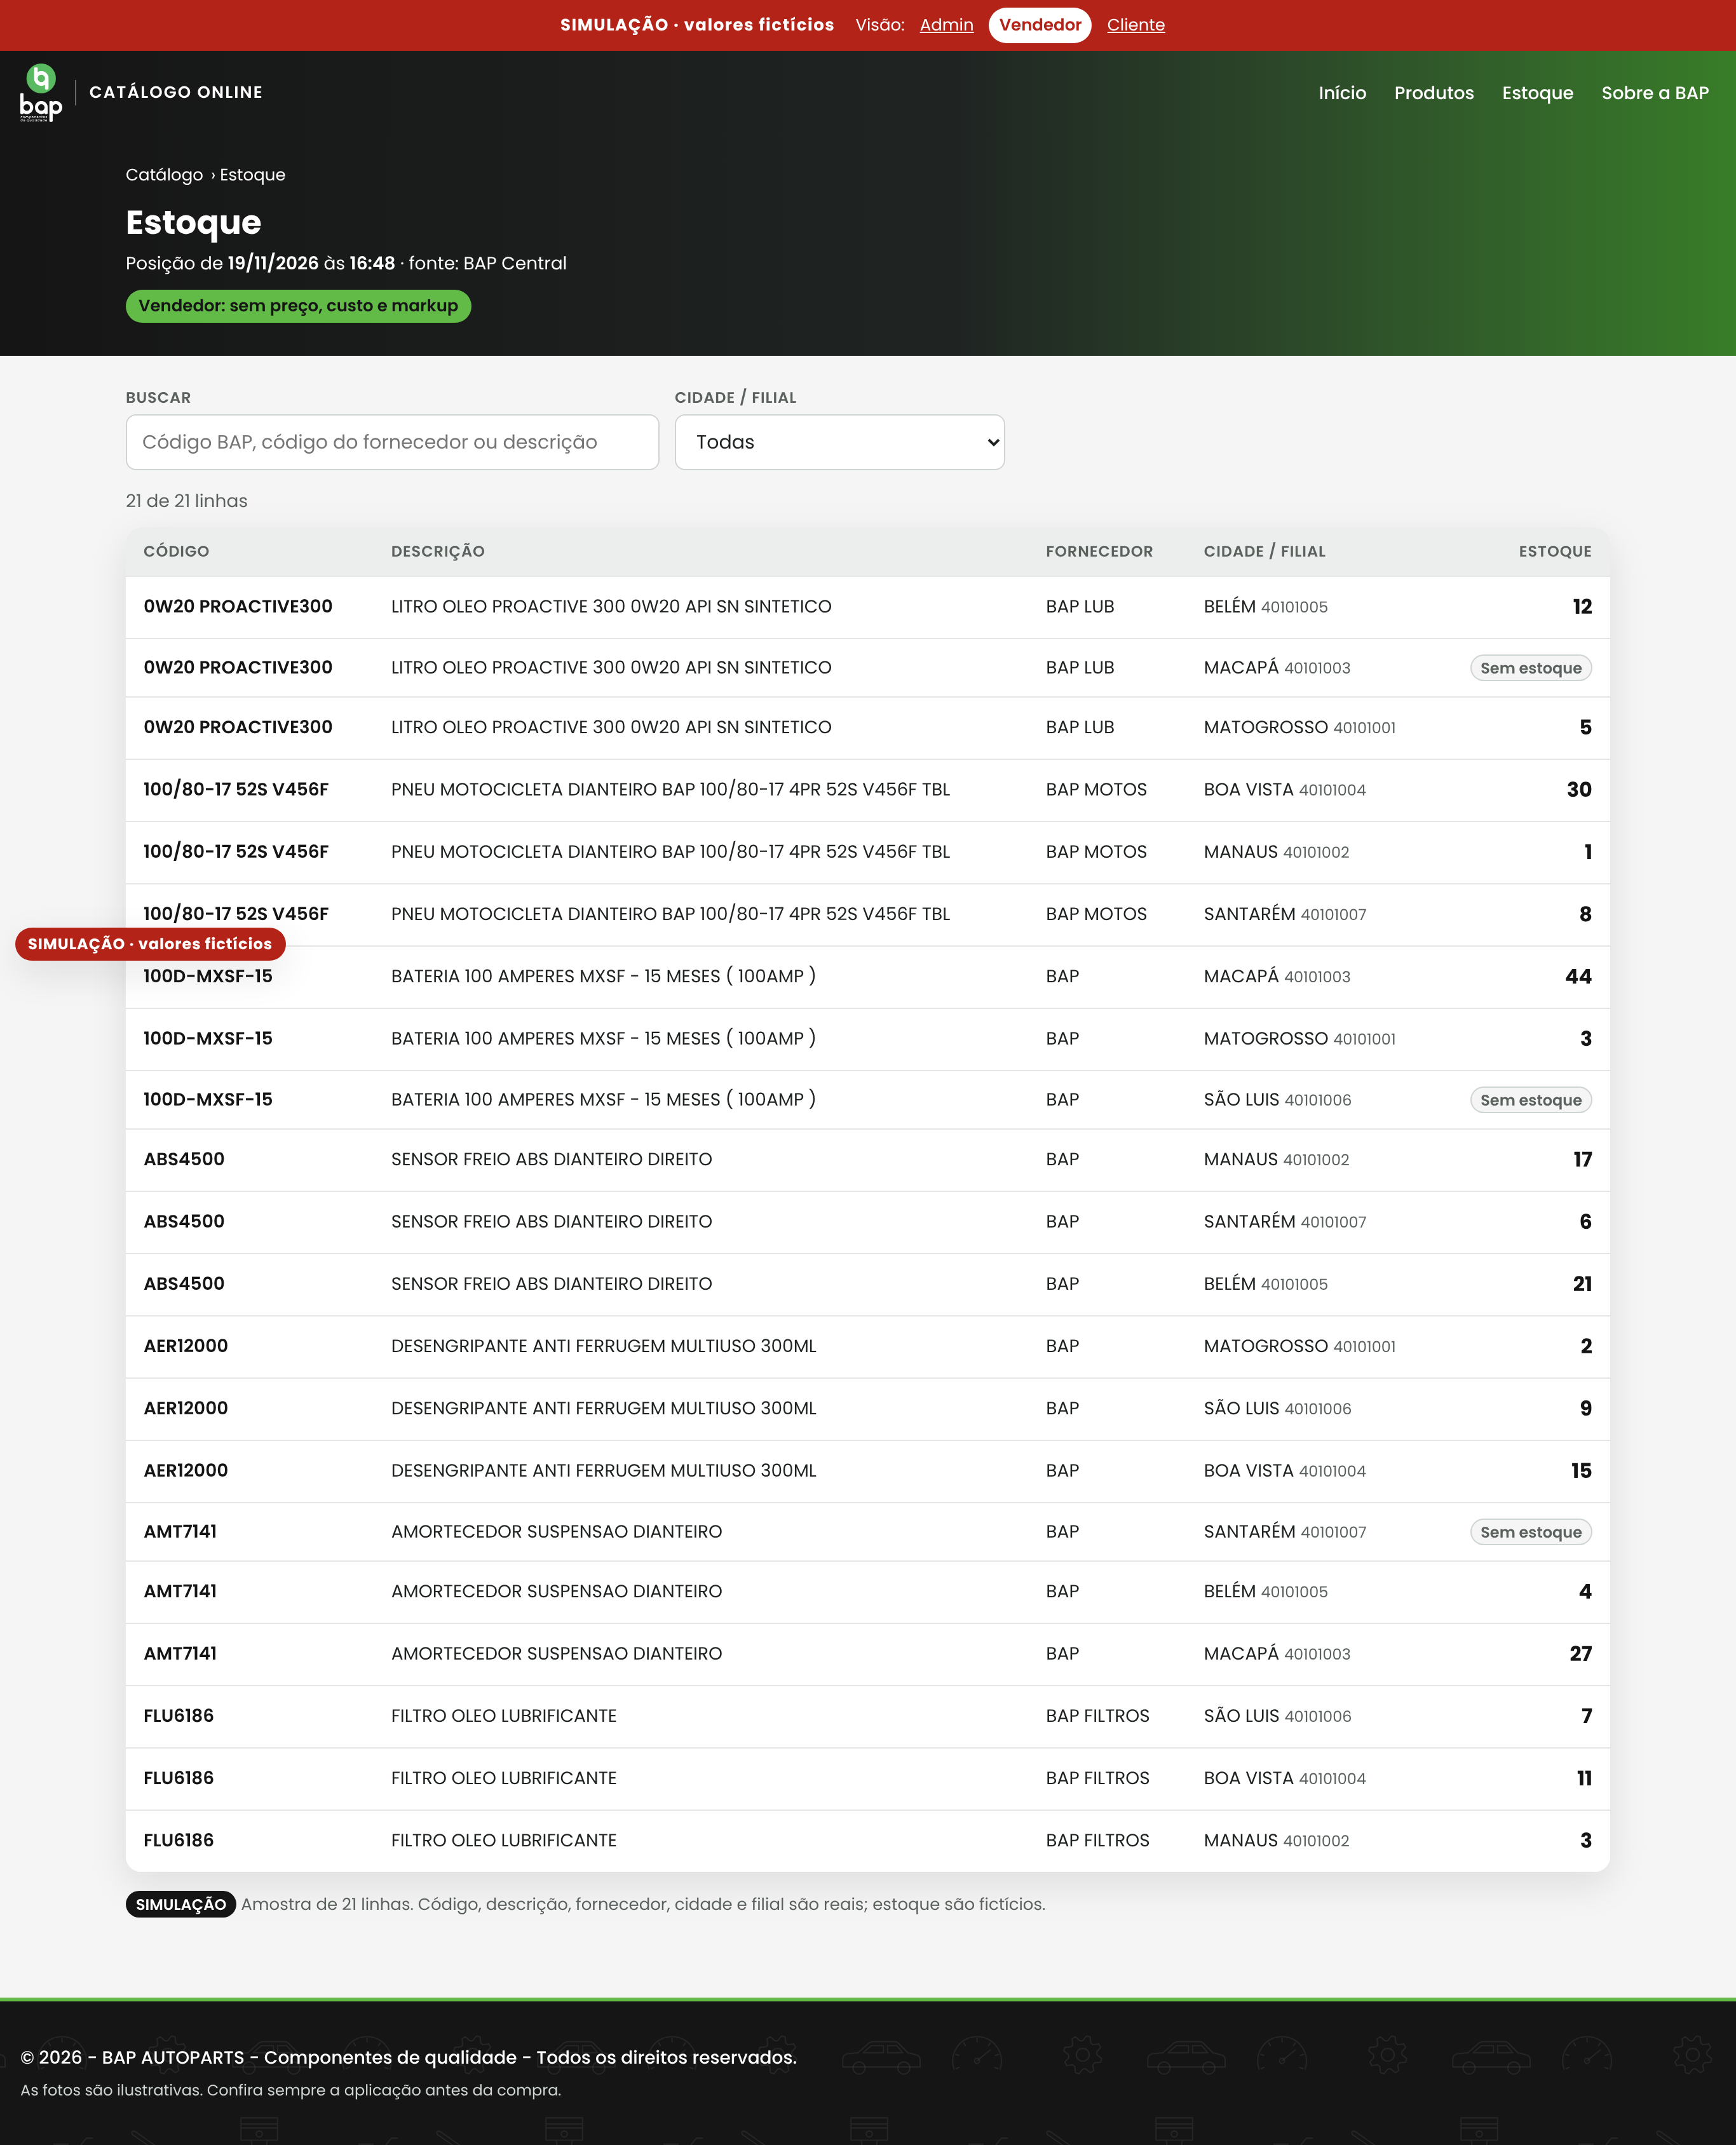 SIMULAÇÃO · valores fictícios Visão: Admin Vendedor Cliente
bap
CATÁLOGO ONLINE
Início Produtos Estoque Sobre a BAP
Catálogo › Estoque
Estoque
Posição de 19/11/2026 às 16:48 · fonte: BAP Central
Vendedor: sem preço, custo e markup
BUSCAR
Código BAP, código do fornecedor ou descrição
CIDADE / FILIAL
Todas
21 de 21 linhas
CÓDIGO DESCRIÇÃO FORNECEDOR CIDADE / FILIAL ESTOQUE
0W20 PROACTIVE300 LITRO OLEO PROACTIVE 300 0W20 API SN SINTETICO BAP LUB BELÉM 40101005 12
0W20 PROACTIVE300 LITRO OLEO PROACTIVE 300 0W20 API SN SINTETICO BAP LUB MACAPÁ 40101003 Sem estoque
0W20 PROACTIVE300 LITRO OLEO PROACTIVE 300 0W20 API SN SINTETICO BAP LUB MATOGROSSO 40101001 5
100/80-17 52S V456F PNEU MOTOCICLETA DIANTEIRO BAP 100/80-17 4PR 52S V456F TBL BAP MOTOS BOA VISTA 40101004 30
100/80-17 52S V456F PNEU MOTOCICLETA DIANTEIRO BAP 100/80-17 4PR 52S V456F TBL BAP MOTOS MANAUS 40101002 1
100/80-17 52S V456F PNEU MOTOCICLETA DIANTEIRO BAP 100/80-17 4PR 52S V456F TBL BAP MOTOS SANTARÉM 40101007 8
SIMULAÇÃO · valores fictícios
100D-MXSF-15 BATERIA 100 AMPERES MXSF - 15 MESES ( 100AMP ) BAP MACAPÁ 40101003 44
100D-MXSF-15 BATERIA 100 AMPERES MXSF - 15 MESES ( 100AMP ) BAP MATOGROSSO 40101001 3
100D-MXSF-15 BATERIA 100 AMPERES MXSF - 15 MESES ( 100AMP ) BAP SÃO LUIS 40101006 Sem estoque
ABS4500 SENSOR FREIO ABS DIANTEIRO DIREITO BAP MANAUS 40101002 17
ABS4500 SENSOR FREIO ABS DIANTEIRO DIREITO BAP SANTARÉM 40101007 6
ABS4500 SENSOR FREIO ABS DIANTEIRO DIREITO BAP BELÉM 40101005 21
AER12000 DESENGRIPANTE ANTI FERRUGEM MULTIUSO 300ML BAP MATOGROSSO 40101001 2
AER12000 DESENGRIPANTE ANTI FERRUGEM MULTIUSO 300ML BAP SÃO LUIS 40101006 9
AER12000 DESENGRIPANTE ANTI FERRUGEM MULTIUSO 300ML BAP BOA VISTA 40101004 15
AMT7141 AMORTECEDOR SUSPENSAO DIANTEIRO BAP SANTARÉM 40101007 Sem estoque
AMT7141 AMORTECEDOR SUSPENSAO DIANTEIRO BAP BELÉM 40101005 4
AMT7141 AMORTECEDOR SUSPENSAO DIANTEIRO BAP MACAPÁ 40101003 27
FLU6186 FILTRO OLEO LUBRIFICANTE BAP FILTROS SÃO LUIS 40101006 7
FLU6186 FILTRO OLEO LUBRIFICANTE BAP FILTROS BOA VISTA 40101004 11
FLU6186 FILTRO OLEO LUBRIFICANTE BAP FILTROS MANAUS 40101002 3
SIMULAÇÃO Amostra de 21 linhas. Código, descrição, fornecedor, cidade e filial são reais; estoque são fictícios.
© 2026 - BAP AUTOPARTS - Componentes de qualidade - Todos os direitos reservados.
As fotos são ilustrativas. Confira sempre a aplicação antes da compra.